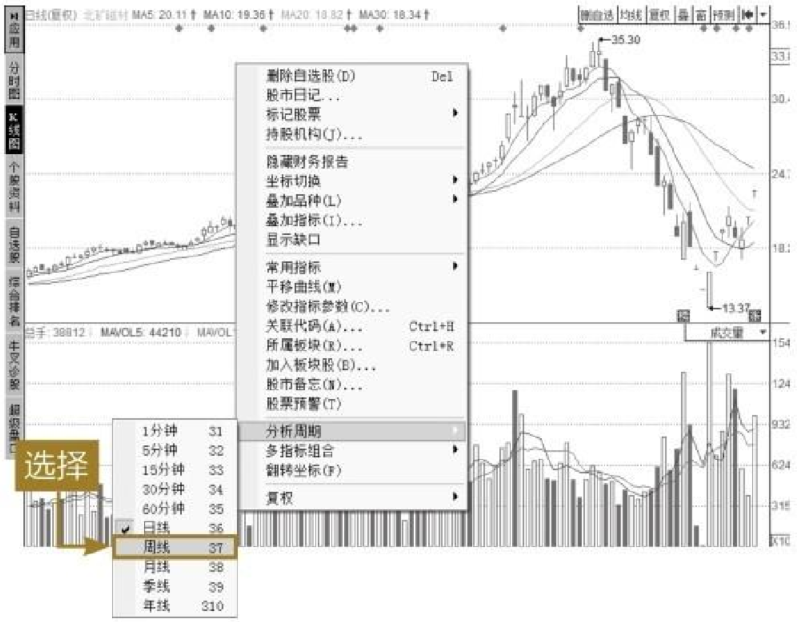 日线(复权) 北矿磁材 MA5: 20.11 MA10: 19.36 MA20: 18.82 MA30: 18.34
删自选 均线 复权 叠 窗 预测
应用
分时图
K线图
个股资料
自选股
综合排名
牛叉诊股
超级盘口
35.30
13.37
30.
24.
18.
删除自选股(D) Del
股市日记...
标记股票
持股机构(J)...
隐藏财务报告
坐标切换
叠加品种(L)
叠加指标(I)...
显示缺口
常用指标
平移曲线(M)
修改指标参数(C)...
关联代码(A)... Ctrl+H
所属板块(R)... Ctrl+R
加入板块股(B)...
股市备忘(N)...
股票预警(T)
分析周期
多指标组合
翻转坐标(F)
复权
总手: 38812 MAVOL5: 44210 MAVOL
成交量
154
124
932
624
315
X10
选择
1分钟 31
5分钟 32
15分钟 33
30分钟 34
60分钟 35
日线 36
周线 37
月线 38
季线 39
年线 310